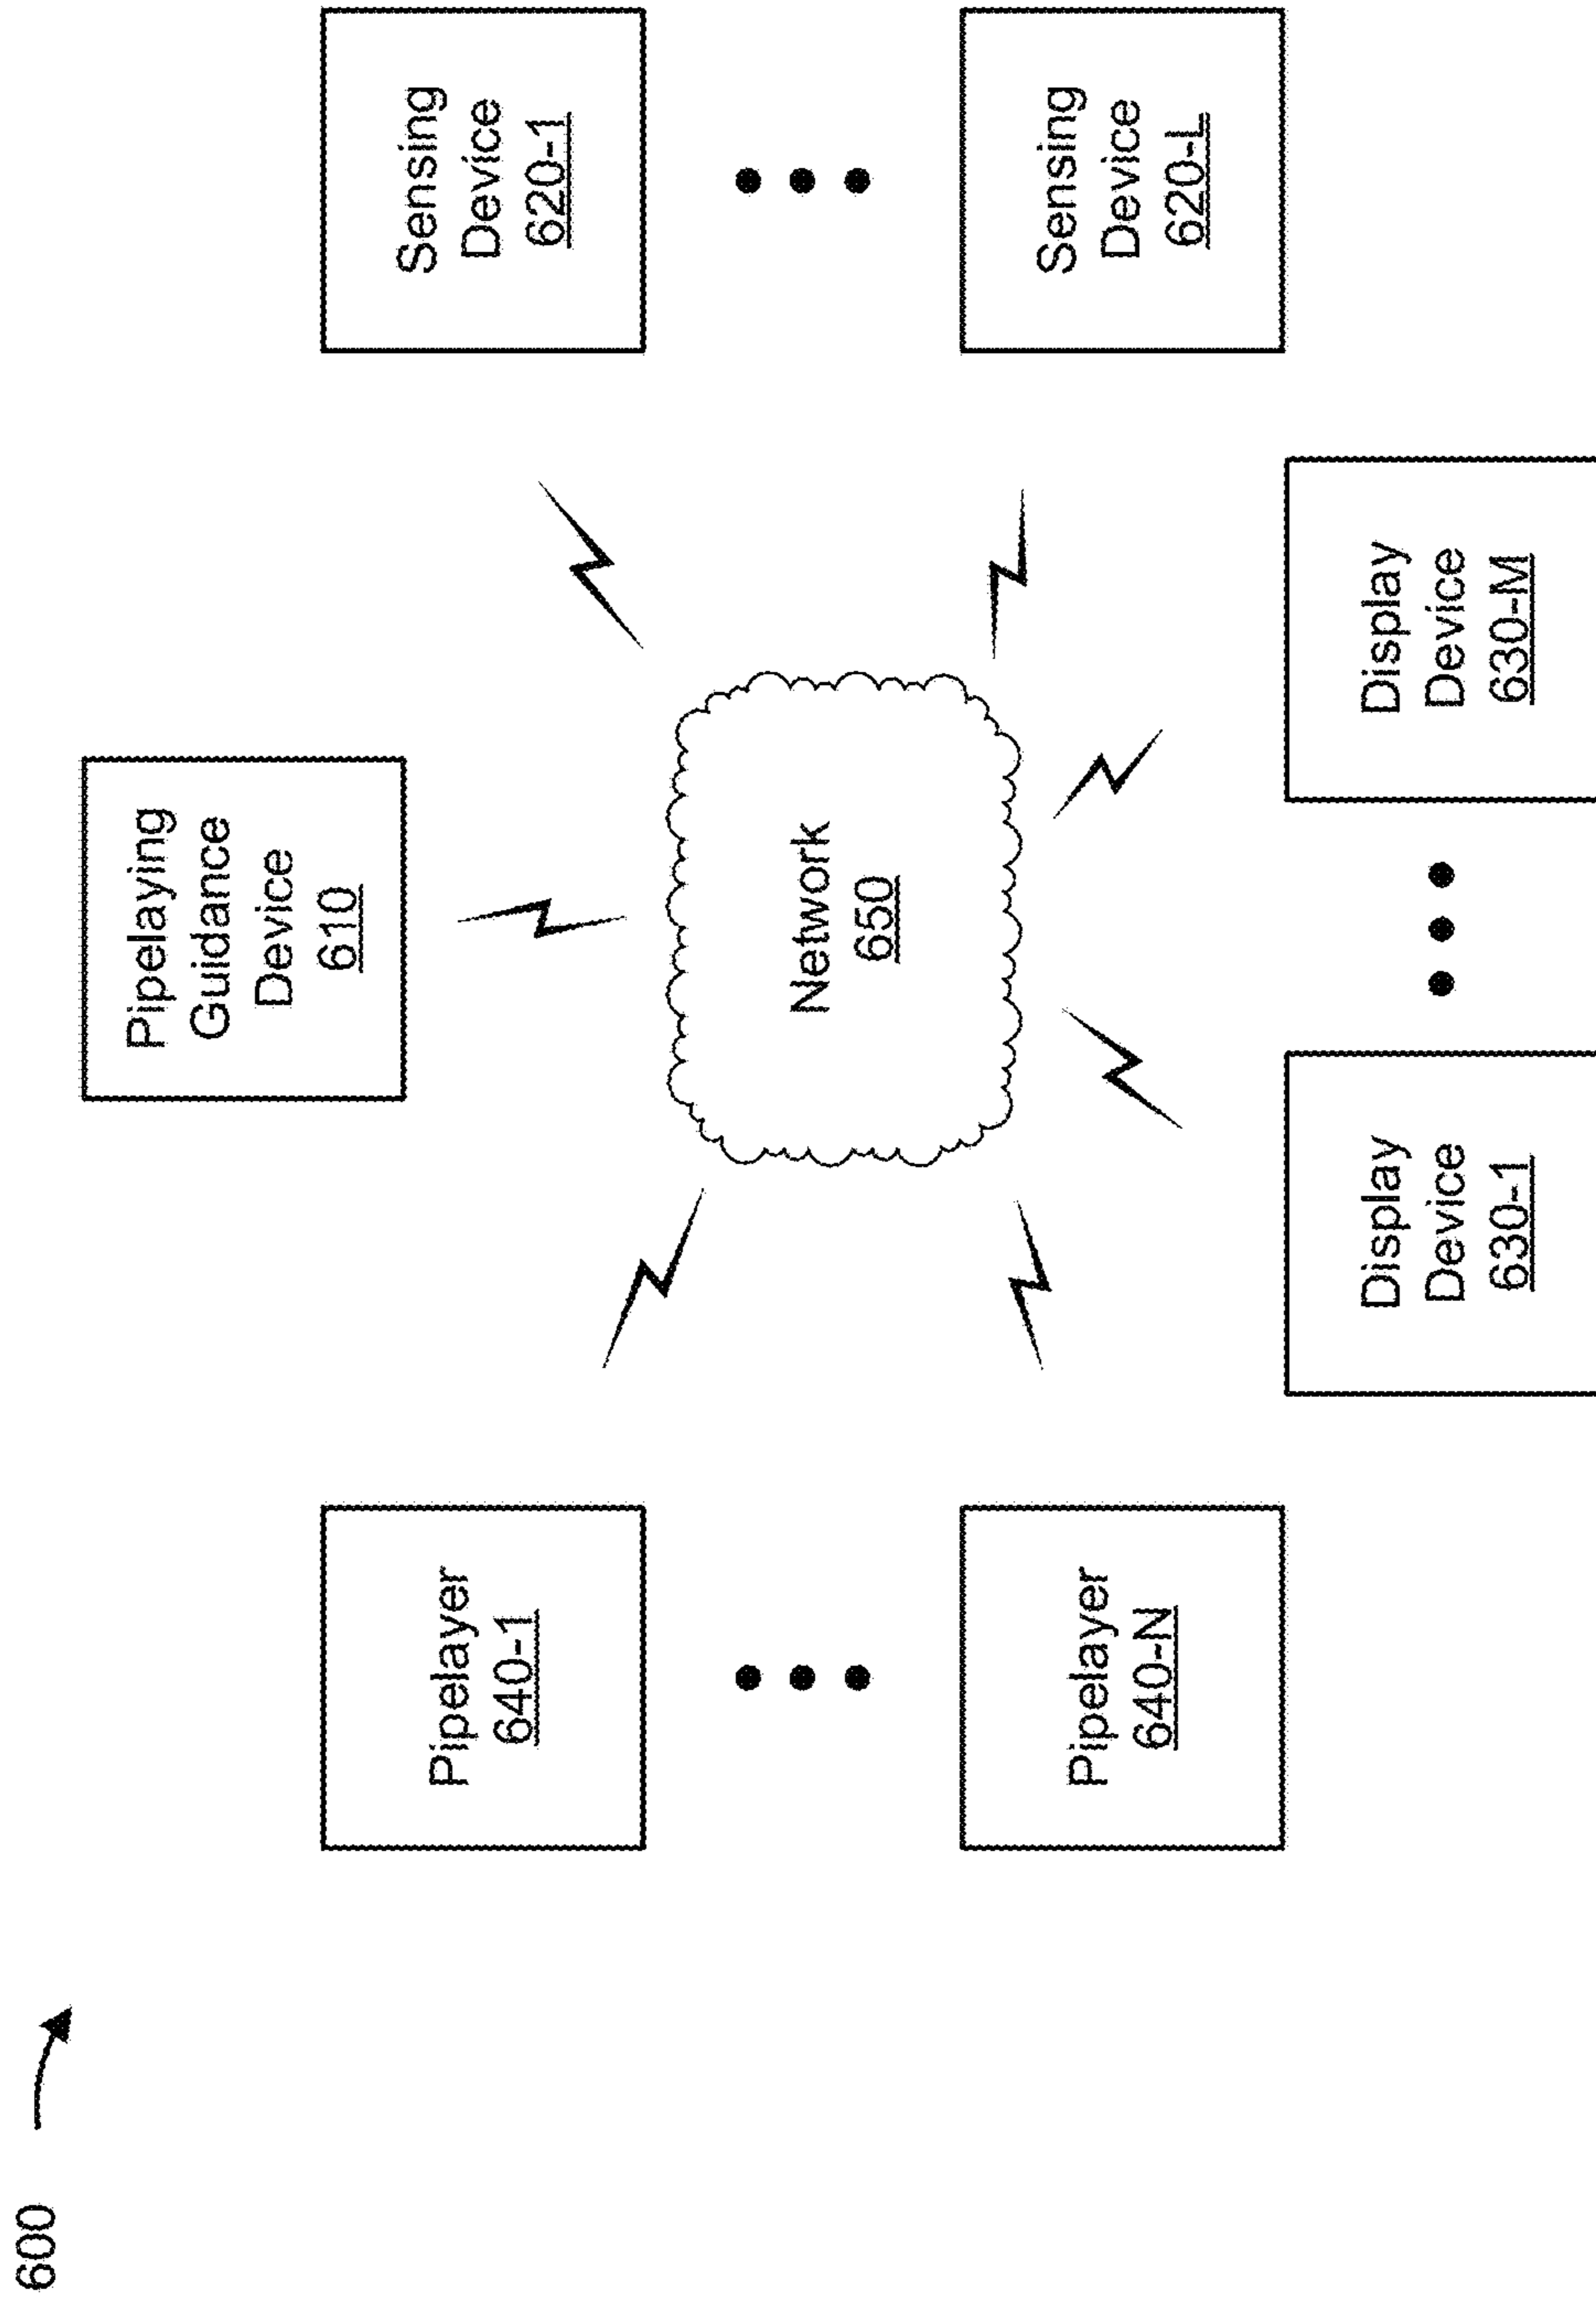 600
Pipelaying
Guidance
Device
610
Pipelayer
640-1
Sensing
Device
620-1
Network
650
Pipelayer
640-N
Sensing
Device
620-L
Display
Device
630-1
Display
Device
630-M